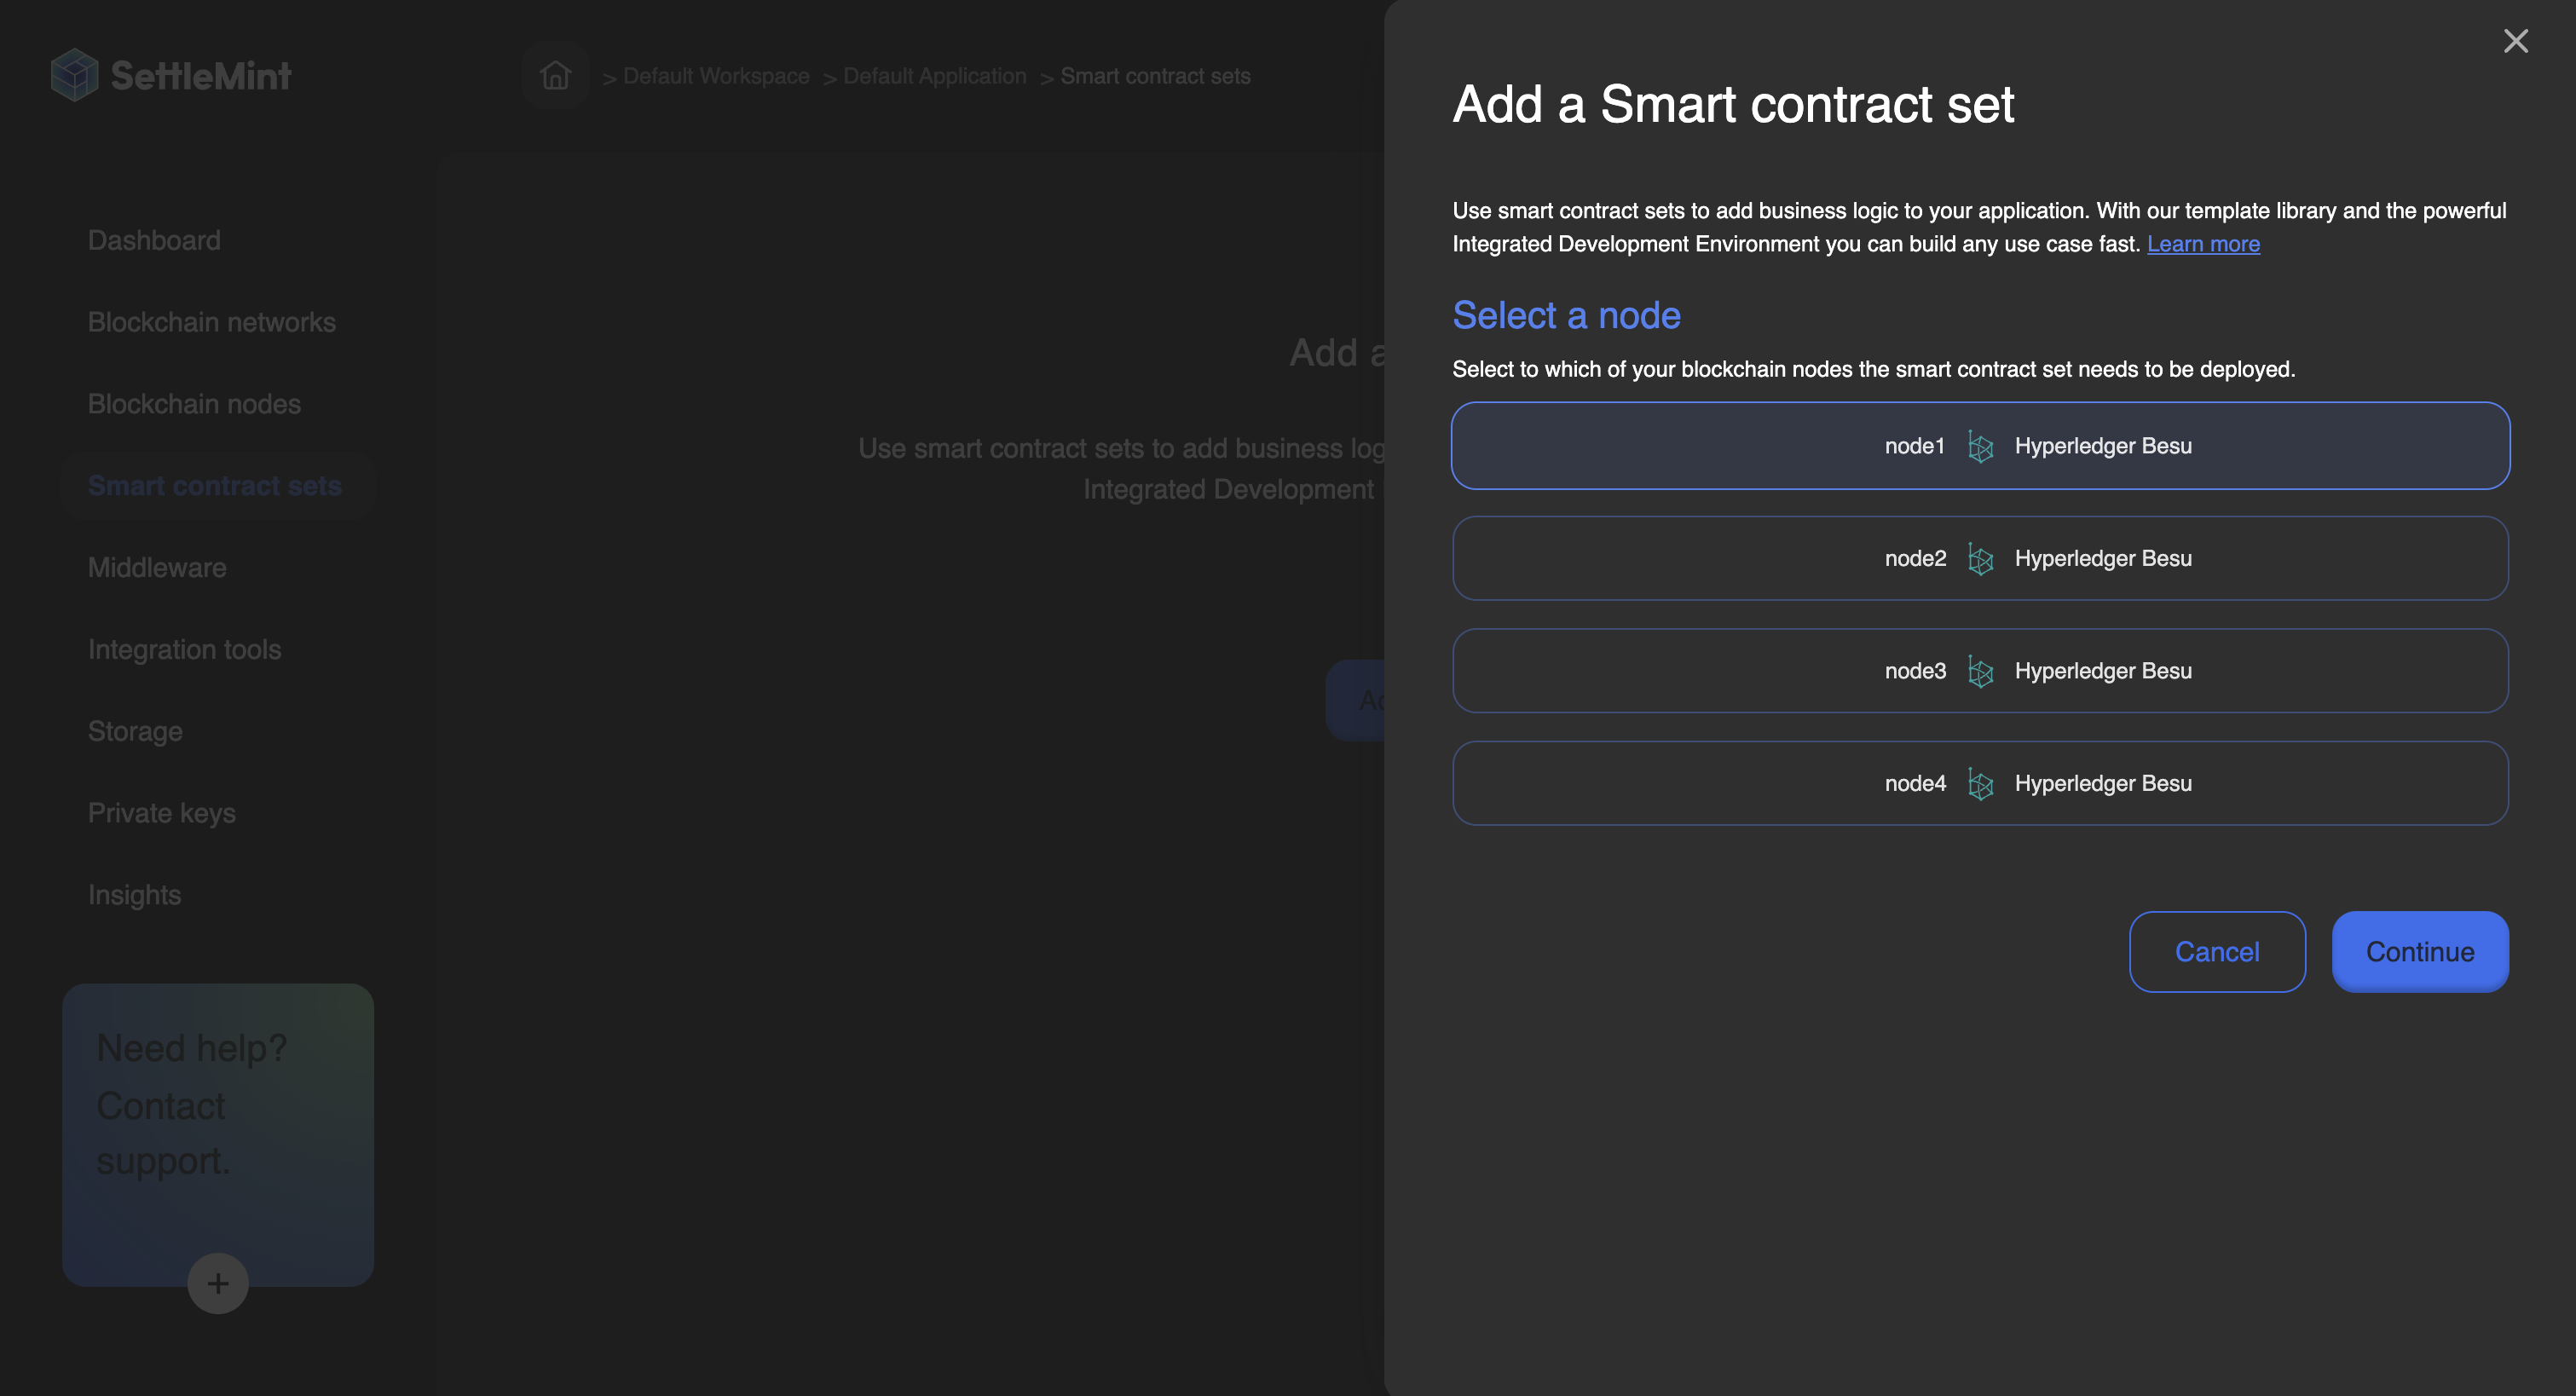 SettleMint
> Default Workspace > Default Application > Smart contract sets
Dashboard
Blockchain networks
Blockchain nodes
Smart contract sets
Middleware
Integration tools
Storage
Private keys
Insights
Need help?
Contact
support.
+
Add a
Use smart contract sets to add business log
Integrated Development
Ad
Add a Smart contract set
Use smart contract sets to add business logic to your application. With our template library and the powerful
Integrated Development Environment you can build any use case fast. Learn more
Select a node
Select to which of your blockchain nodes the smart contract set needs to be deployed.
node1 Hyperledger Besu
node2 Hyperledger Besu
node3 Hyperledger Besu
node4 Hyperledger Besu
Cancel
Continue